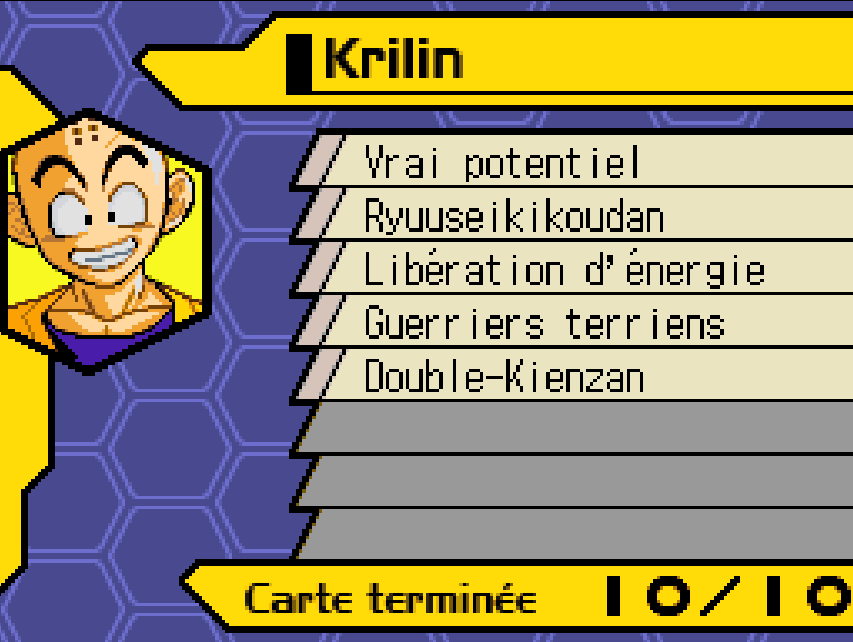 Krilin
Vrai potentiel
Ryuuseikikoudan
Libération d'énergie
Guerriers terriens
Double-Kienzan
Carte terminée 10/10